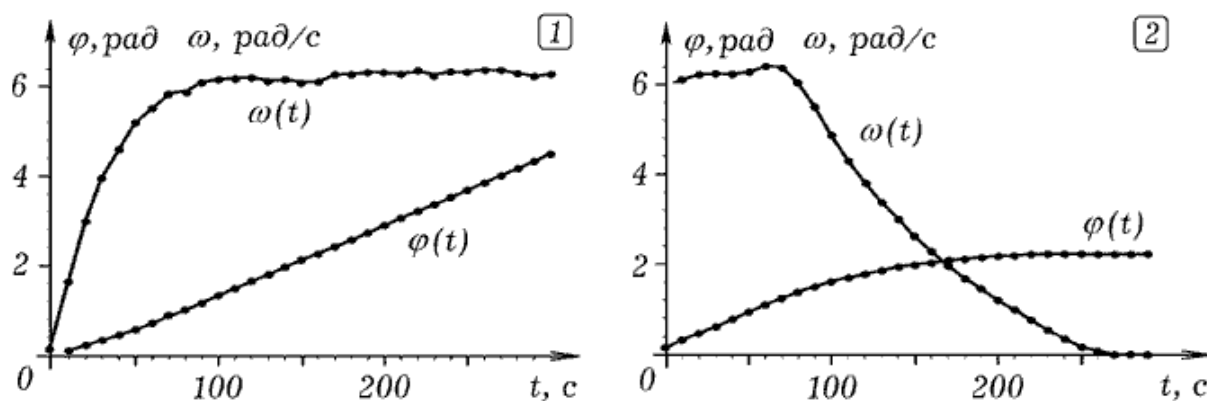 φ, рад ω, рад/с 1
6
4
2
0
100
200
t, с
ω(t)
φ(t)
φ, рад ω, рад/с 2
6
4
2
0
100
200
t, с
ω(t)
φ(t)